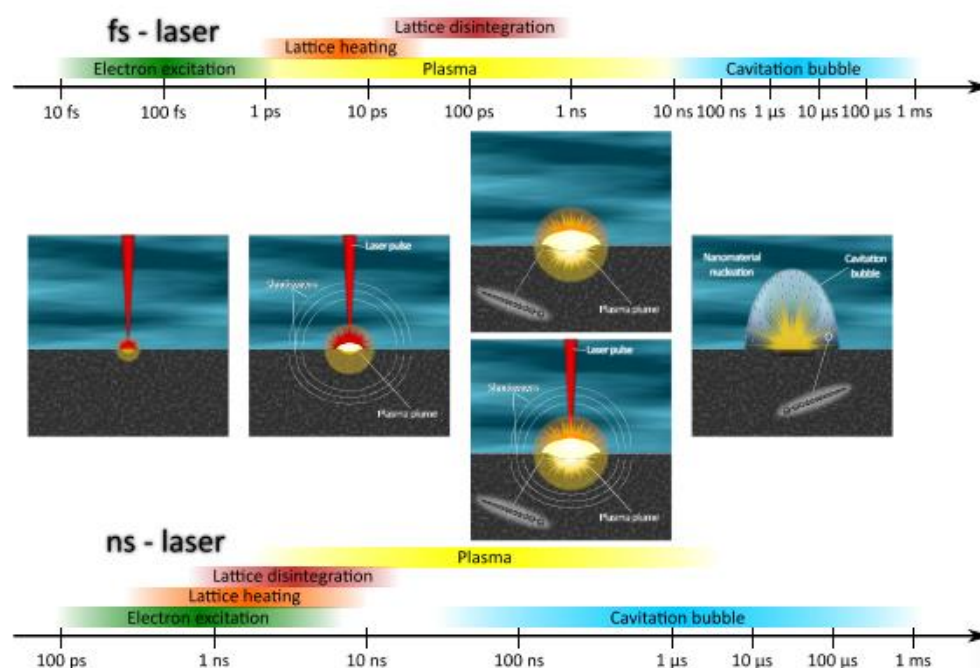 fs - laser
Lattice disintegration
Lattice heating
Electron excitation
Plasma
Cavitation bubble
10 fs
100 fs
1 ps
10 ps
100 ps
1 ns
10 ns
100 ns
1 µs
10 µs
100 µs
1 ms
Laser pulse
Shockwaves
Plasma plume
Plasma plume
Nanomaterial
nucleation
Cavitation
bubble
Laser pulse
Shockwaves
Plasma plume
ns - laser
Plasma
Lattice disintegration
Lattice heating
Electron excitation
Cavitation bubble
100 ps
1 ns
10 ns
100 ns
1 µs
10 µs
100 µs
1 ms